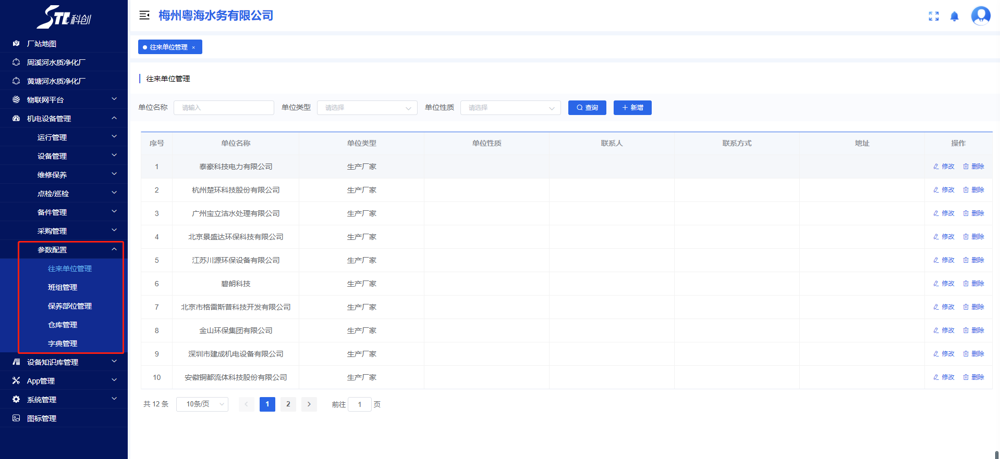 STC科创
厂站地图
周溪河水质净化厂
黄塘河水质净化厂
物联网平台
机电设备管理
运行管理
设备管理
维修保养
点检/巡检
备件管理
采购管理
参数配置
往来单位管理
班组管理
保养部位管理
仓库管理
字典管理
设备知识库管理
App管理
系统管理
图标管理
梅州粤海水务有限公司
往来单位管理 ×
往来单位管理
单位名称 请输入 单位类型 请选择 单位性质 请选择 查询 新增
序号 单位名称 单位类型 单位性质 联系人 联系方式 地址 操作
1 泰豪科技电力有限公司 生产厂家 修改 删除
2 杭州楚环科技股份有限公司 生产厂家 修改 删除
3 广州宝立洁水处理有限公司 生产厂家 修改 删除
4 北京景盛达环保科技有限公司 生产厂家 修改 删除
5 江苏川源环保设备有限公司 生产厂家 修改 删除
6 碧朗科技 生产厂家 修改 删除
7 北京市格雷斯普科技开发有限公司 生产厂家 修改 删除
8 金山环保集团有限公司 生产厂家 修改 删除
9 深圳市建成机电设备有限公司 生产厂家 修改 删除
10 安徽铜都流体科技股份有限公司 生产厂家 修改 删除
共 12 条 10条/页 1 2 前往 1 页